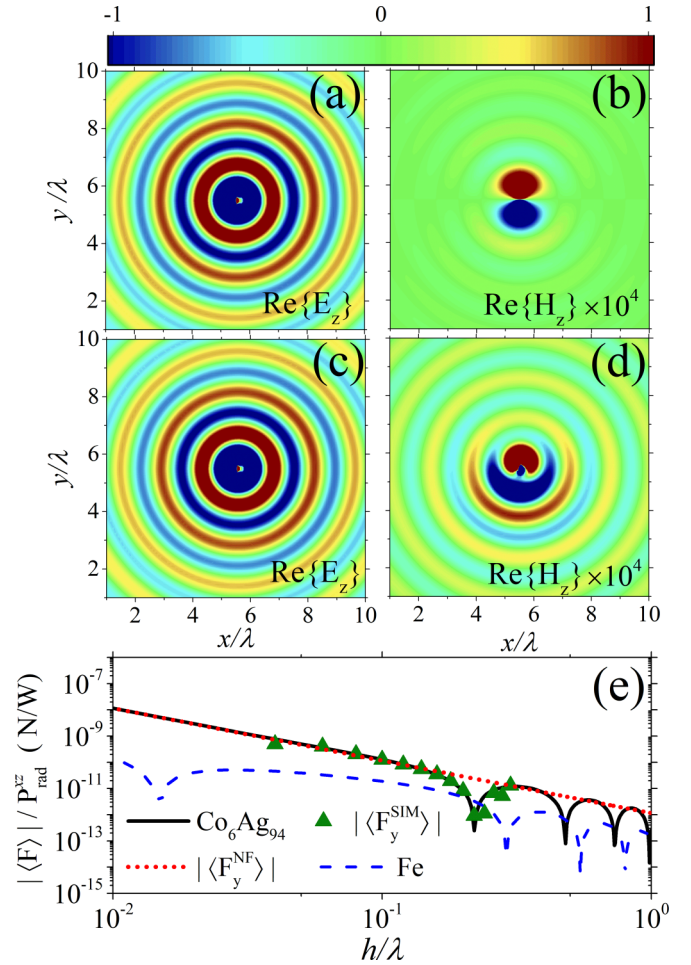 -1 0 1
10 (a) (b)
8
6
y/λ
4
2 Re{E_z} Re{H_z}×10^4
10 (c) (d)
8
6
y/λ
4
2 Re{E_z} Re{H_z}×10^4
2 4 6 8 10 2 4 6 8 10
x/λ x/λ
10^-7 (e)
10^-9
10^-11
10^-13
10^-15
|⟨F⟩| / P_rad^xz ( N/W)
Co_6Ag_94 |⟨F_y^SIM⟩|
|⟨F_y^NF⟩| Fe
10^-2 10^-1 10^0
h/λ